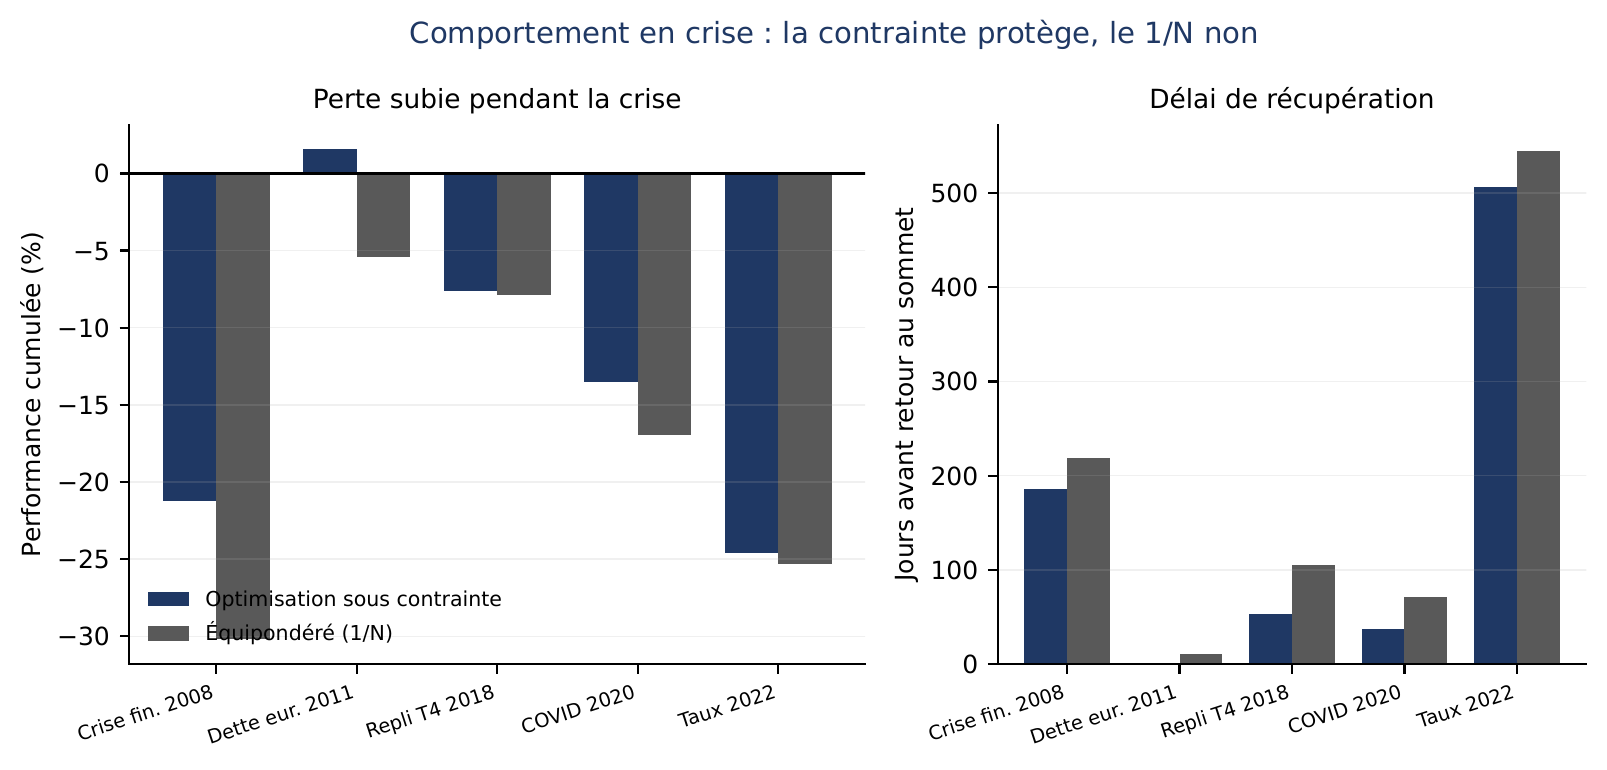 Comportement en crise : la contrainte protège, le 1/N non
Perte subie pendant la crise
Performance cumulée (%)
0
−5
−10
−15
−20
−25
−30
Optimisation sous contrainte
Équipondéré (1/N)
Crise fin. 2008
Dette eur. 2011
Repli T4 2018
COVID 2020
Taux 2022
Délai de récupération
Jours avant retour au sommet
500
400
300
200
100
0
Crise fin. 2008
Dette eur. 2011
Repli T4 2018
COVID 2020
Taux 2022